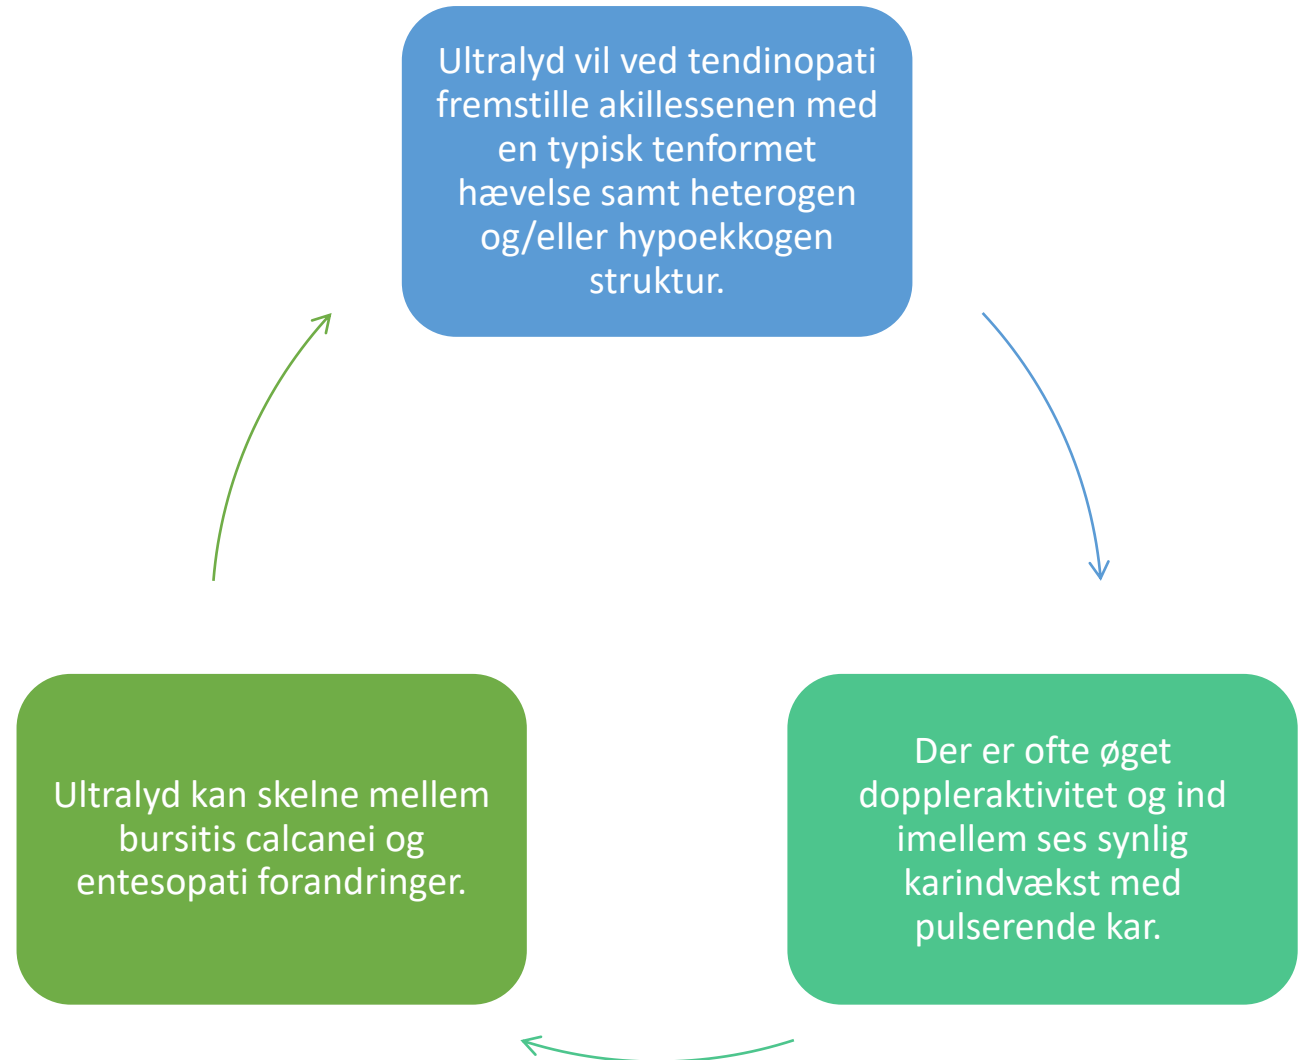 Ultralyd vil ved tendinopati
fremstille akillessenen med
en typisk tenformet
hævelse samt heterogen
og/eller hypoekkogen
struktur.
Der er ofte øget
doppleraktivitet og ind
imellem ses synlig
karindvækst med
pulserende kar.
Ultralyd kan skelne mellem
bursitis calcanei og
entesopati forandringer.